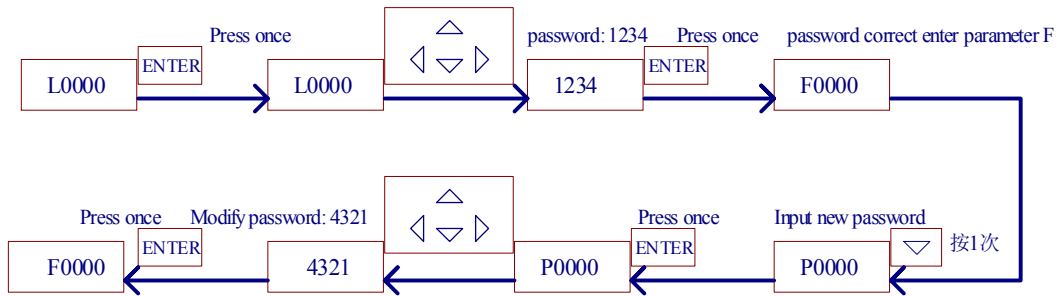 Press once
password: 1234
Press once
password correct enter parameter F
ENTER
ENTER
L0000
L0000
1234
F0000
Press once
Modify password: 4321
Press once
Input new password
ENTER
ENTER
按1次
F0000
4321
P0000
P0000